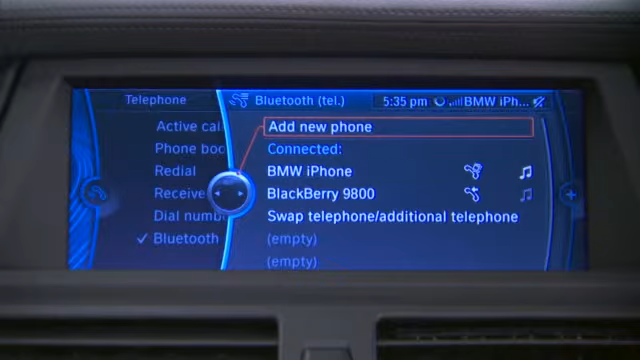 Telephone
Bluetooth (tel.)
5:35 pm
BMW iPh...
Active cal
Phone boo
Redial
Receive
Dial numb
Bluetooth
Add new phone
Connected:
BMW iPhone
BlackBerry 9800
Swap telephone/additional telephone
(empty)
(empty)